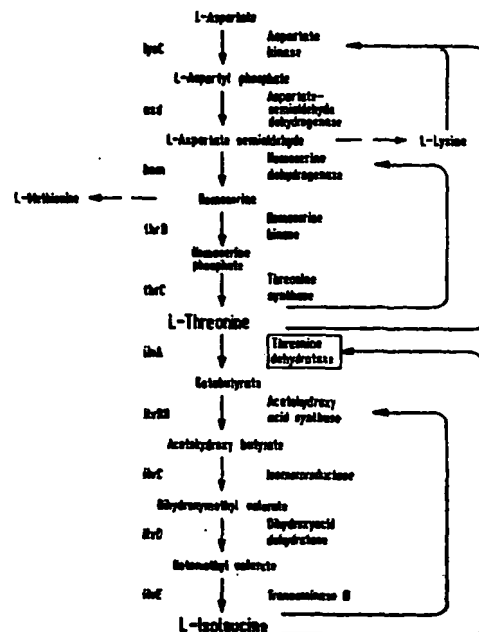 L-Aspartate
lysC
Aspartate
kinase
L-Aspartyl phosphate
asd
Aspartate-
semialdehyde
dehydrogenase
L-Aspartate semialdehyde
L-Lysine
hom
Homoserine
dehydrogenase
L-Methionine
Homoserine
thrB
Homoserine
kinase
Homoserine
phosphate
thrC
Threonine
synthase
L-Threonine
ilvA
Threonine
dehydratase
Ketobutyrate
ilvBN
Acetohydroxy
acid synthase
Acetohydroxy butyrate
ilvC
Isomeroreductase
Dihydroxymethyl valerate
ilvD
Dihydroxyacid
dehydratase
Ketomethyl valerate
ilvE
Transaminase B
L-Isoleucine